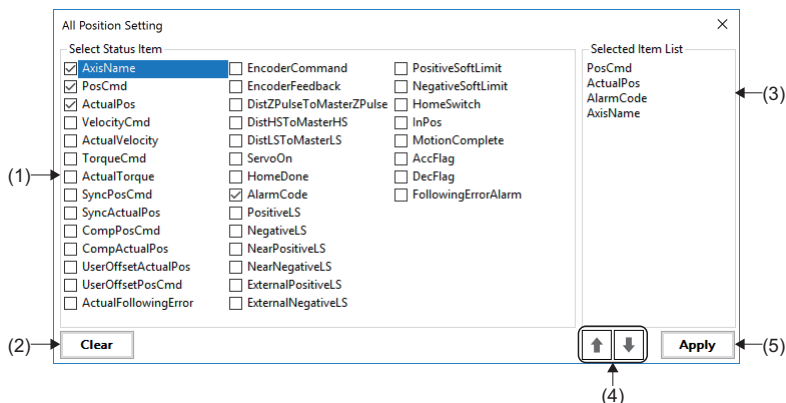 All Position Setting
Select Status Item
AxisName
PosCmd
ActualPos
VelocityCmd
ActualVelocity
TorqueCmd
ActualTorque
SyncPosCmd
SyncActualPos
CompPosCmd
CompActualPos
UserOffsetActualPos
UserOffsetPosCmd
ActualFollowingError
EncoderCommand
EncoderFeedback
DistZPulseToMasterZPulse
DistHSToMasterHS
DistLSToMasterLS
ServoOn
HomeDone
AlarmCode
PositiveLS
NegativeLS
NearPositiveLS
NearNegativeLS
ExternalPositiveLS
ExternalNegativeLS
PositiveSoftLimit
NegativeSoftLimit
HomeSwitch
InPos
MotionComplete
AccFlag
DecFlag
FollowingErrorAlarm
Selected Item List
PosCmd
ActualPos
AlarmCode
AxisName
(3)
(1)
(2)
Clear
Apply
(5)
(4)